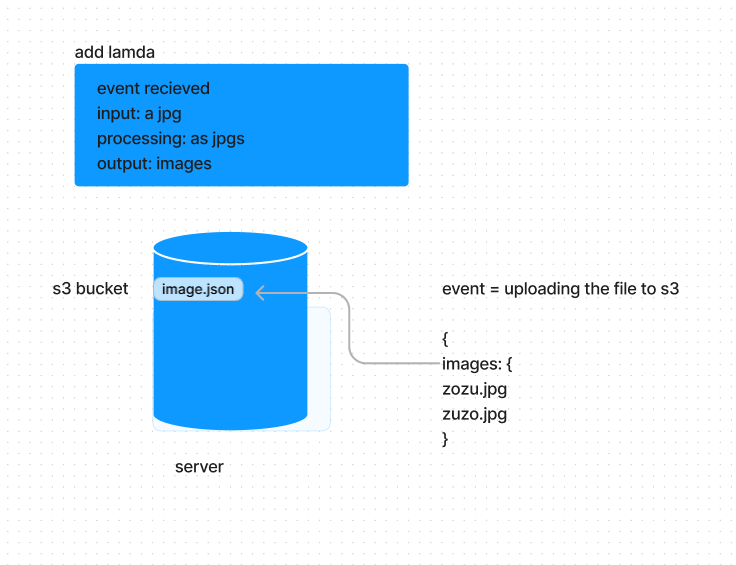 add lamda
event recieved
input: a jpg
processing: as jpgs
output: images
s3 bucket
image.json
event = uploading the file to s3
{
images: {
zozu.jpg
zuzo.jpg
}
server